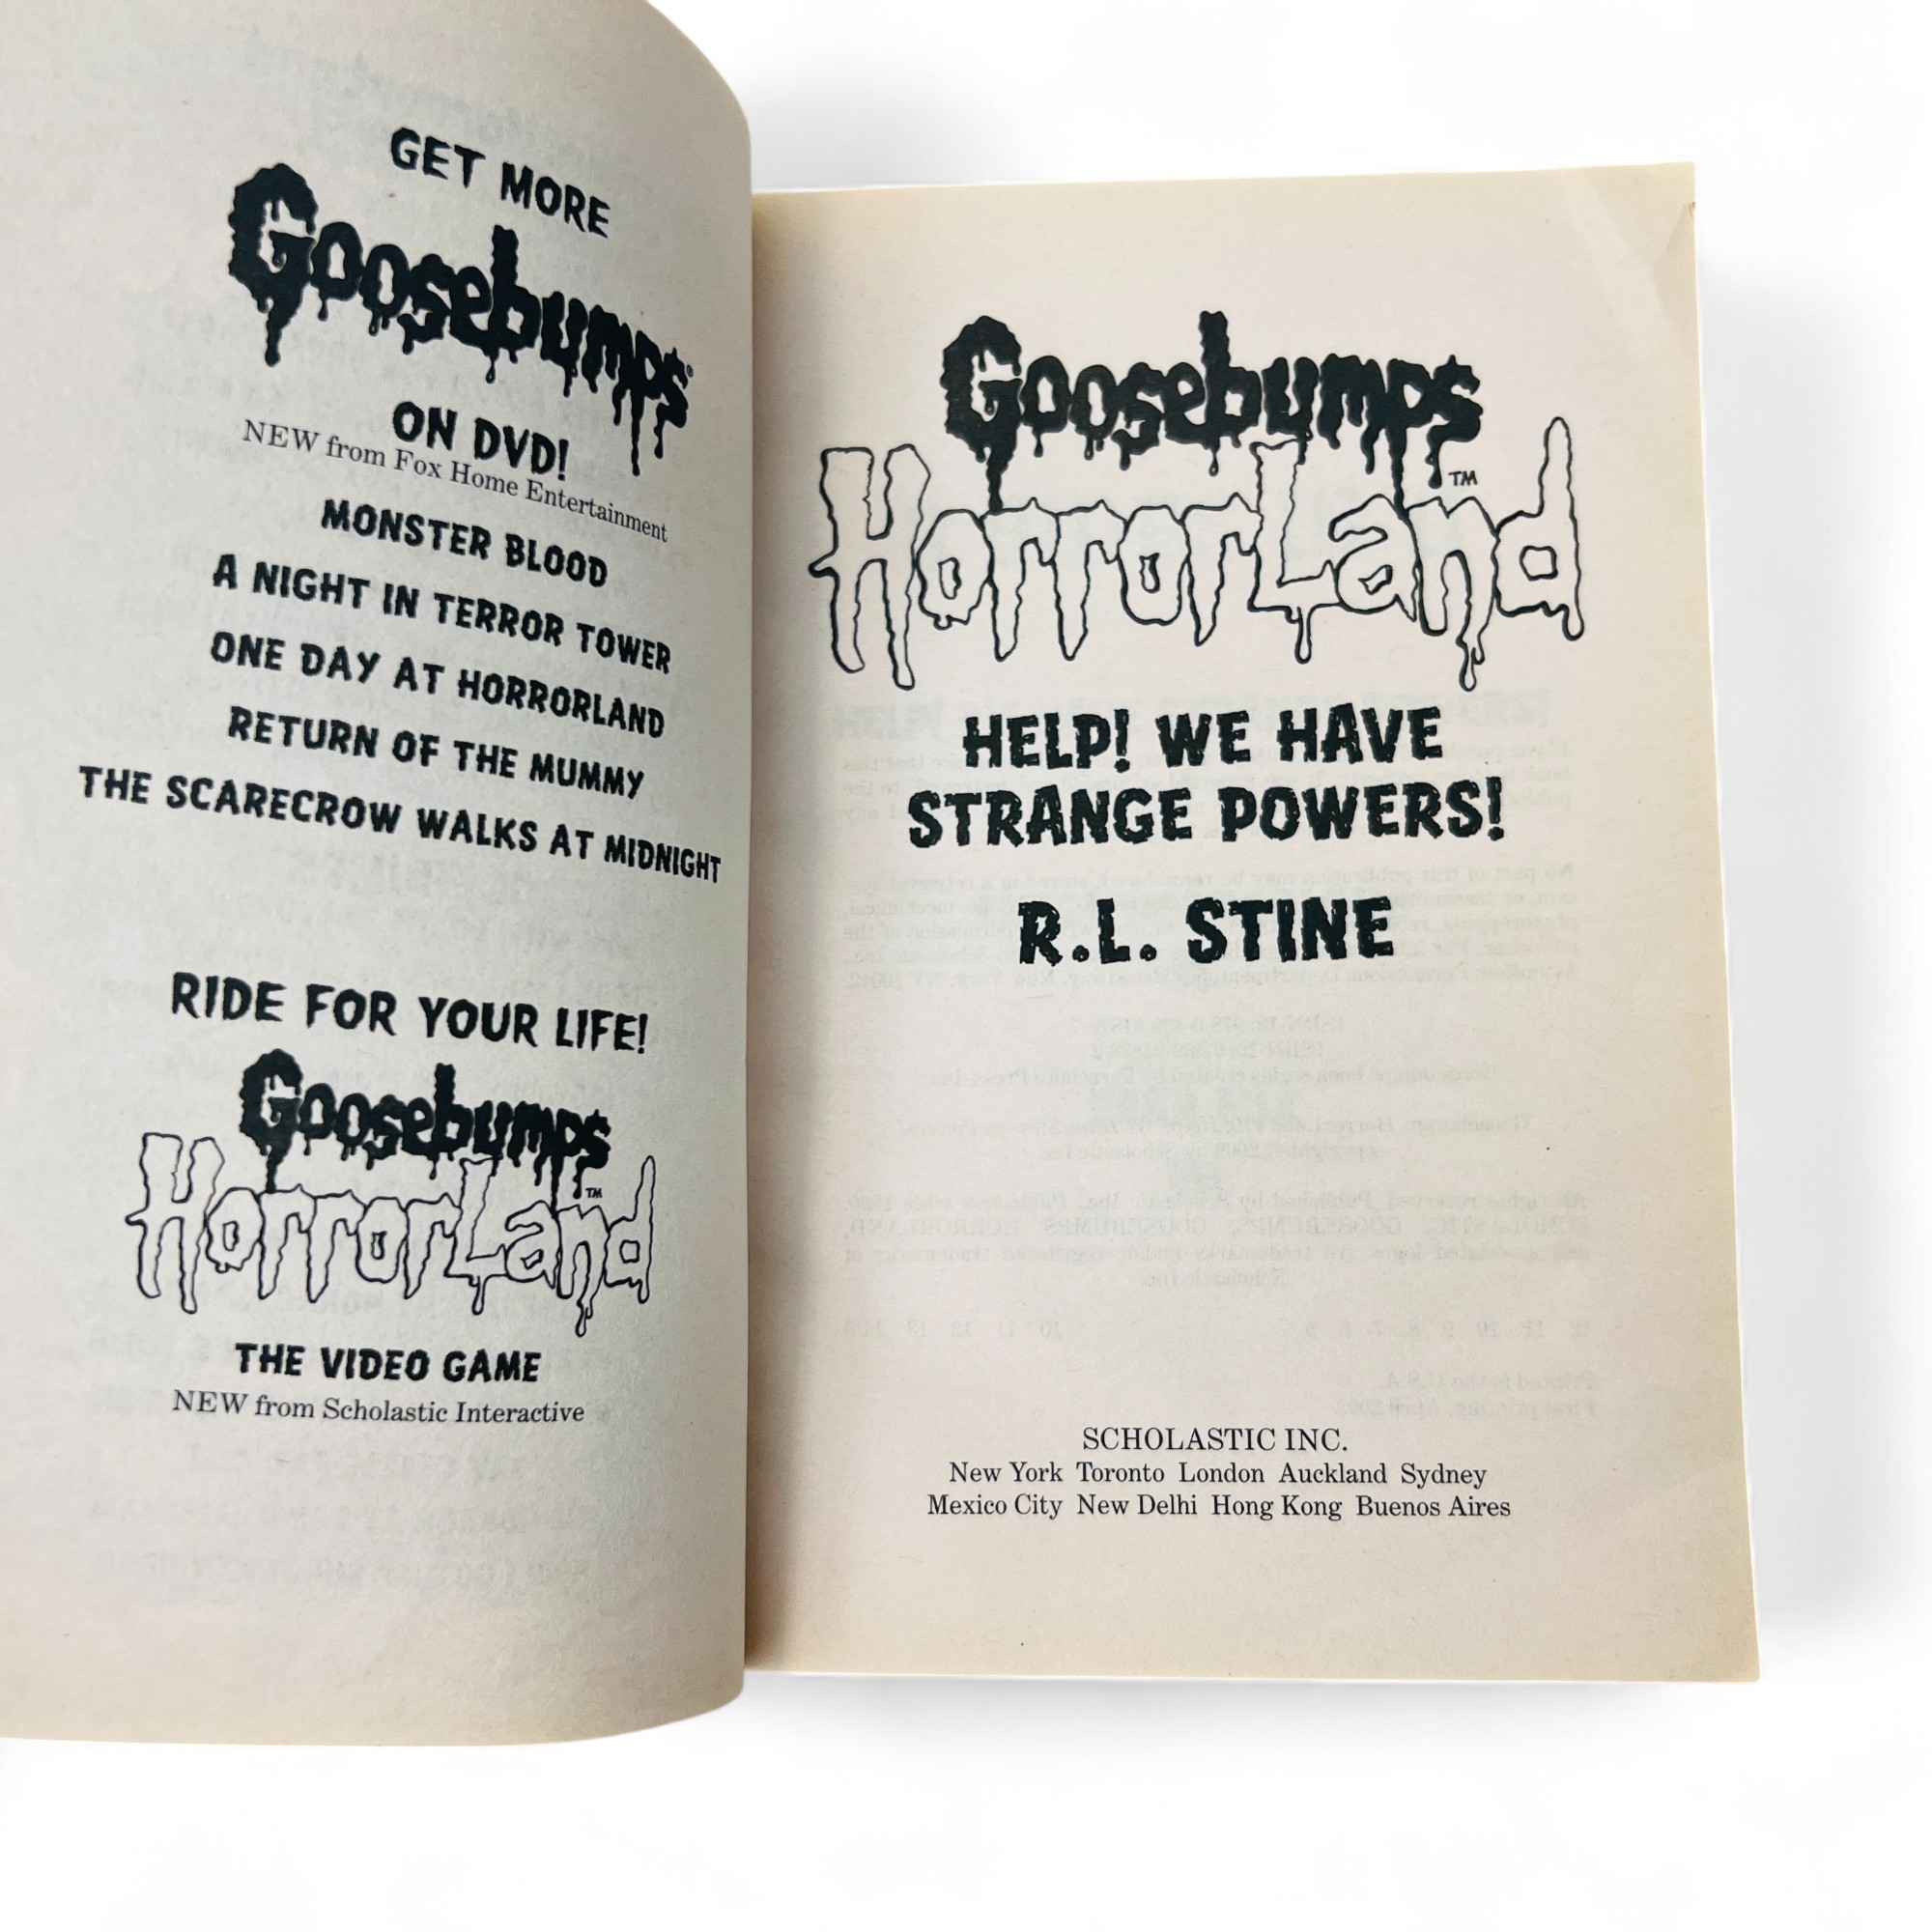 GET MORE
Goosebumps®
ON DVD!
NEW from Fox Home Entertainment
MONSTER BLOOD
A NIGHT IN TERROR TOWER
ONE DAY AT HORRORLAND
RETURN OF THE MUMMY
THE SCARECROW WALKS AT MIDNIGHT
RIDE FOR YOUR LIFE!
Goosebumps
HorrorLand™
THE VIDEO GAME
NEW from Scholastic Interactive
Goosebumps
HorrorLand™
HELP! WE HAVE
STRANGE POWERS!
R.L. STINE
SCHOLASTIC INC.
New York Toronto London Auckland Sydney
Mexico City New Delhi Hong Kong Buenos Aires